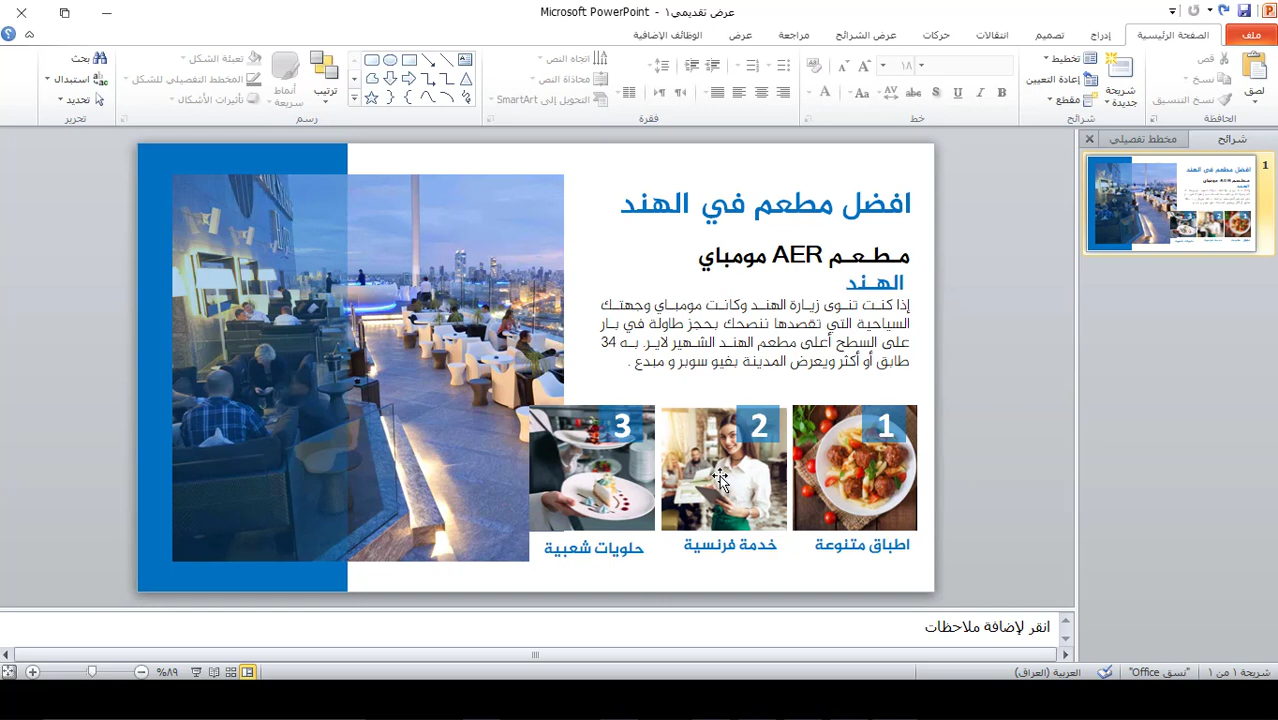 عرض تقديمي١ - Microsoft PowerPoint
ملف
الصفحة الرئيسية
إدراج
تصميم
انتقالات
حركات
عرض الشرائح
مراجعة
عرض
الوظائف الإضافية
لصق
قص
نسخ
نسخ التنسيق
الحافظة
شريحة جديدة
تخطيط
إعادة التعيين
مقطع
شرائح
١٨
خط
فقرة
اتجاه النص
محاذاة النص
التحويل إلى SmartArt
ترتيب
أنماط سريعة
تعبئة الشكل
المخطط التفصيلي للشكل
تأثيرات الأشكال
رسم
بحث
استبدال
تحديد
تحرير
شرائح
مخطط تفصيلي
1
افضل مطعم في الهند
مـطـعـم AER مومباي
الهـند
إذا كنـت تنـوى زيـارة الهنـد وكانـت مومبـاي وجهتـك
السياحية التي تقصدها ننصحك بحجز طاولة في بـار
على السطح أعلى مطعم الهنـد الشـهير لايـر. بـه 34
طابق أو أكثر ويعرض المدينة بفيو سوبر و مبدع .
1
2
3
اطباق متنوعة
خدمة فرنسية
حلويات شعبية
انقر لإضافة ملاحظات
شريحة ١ من ١
"نسق Office"
العربية (العراق)
%٨٩